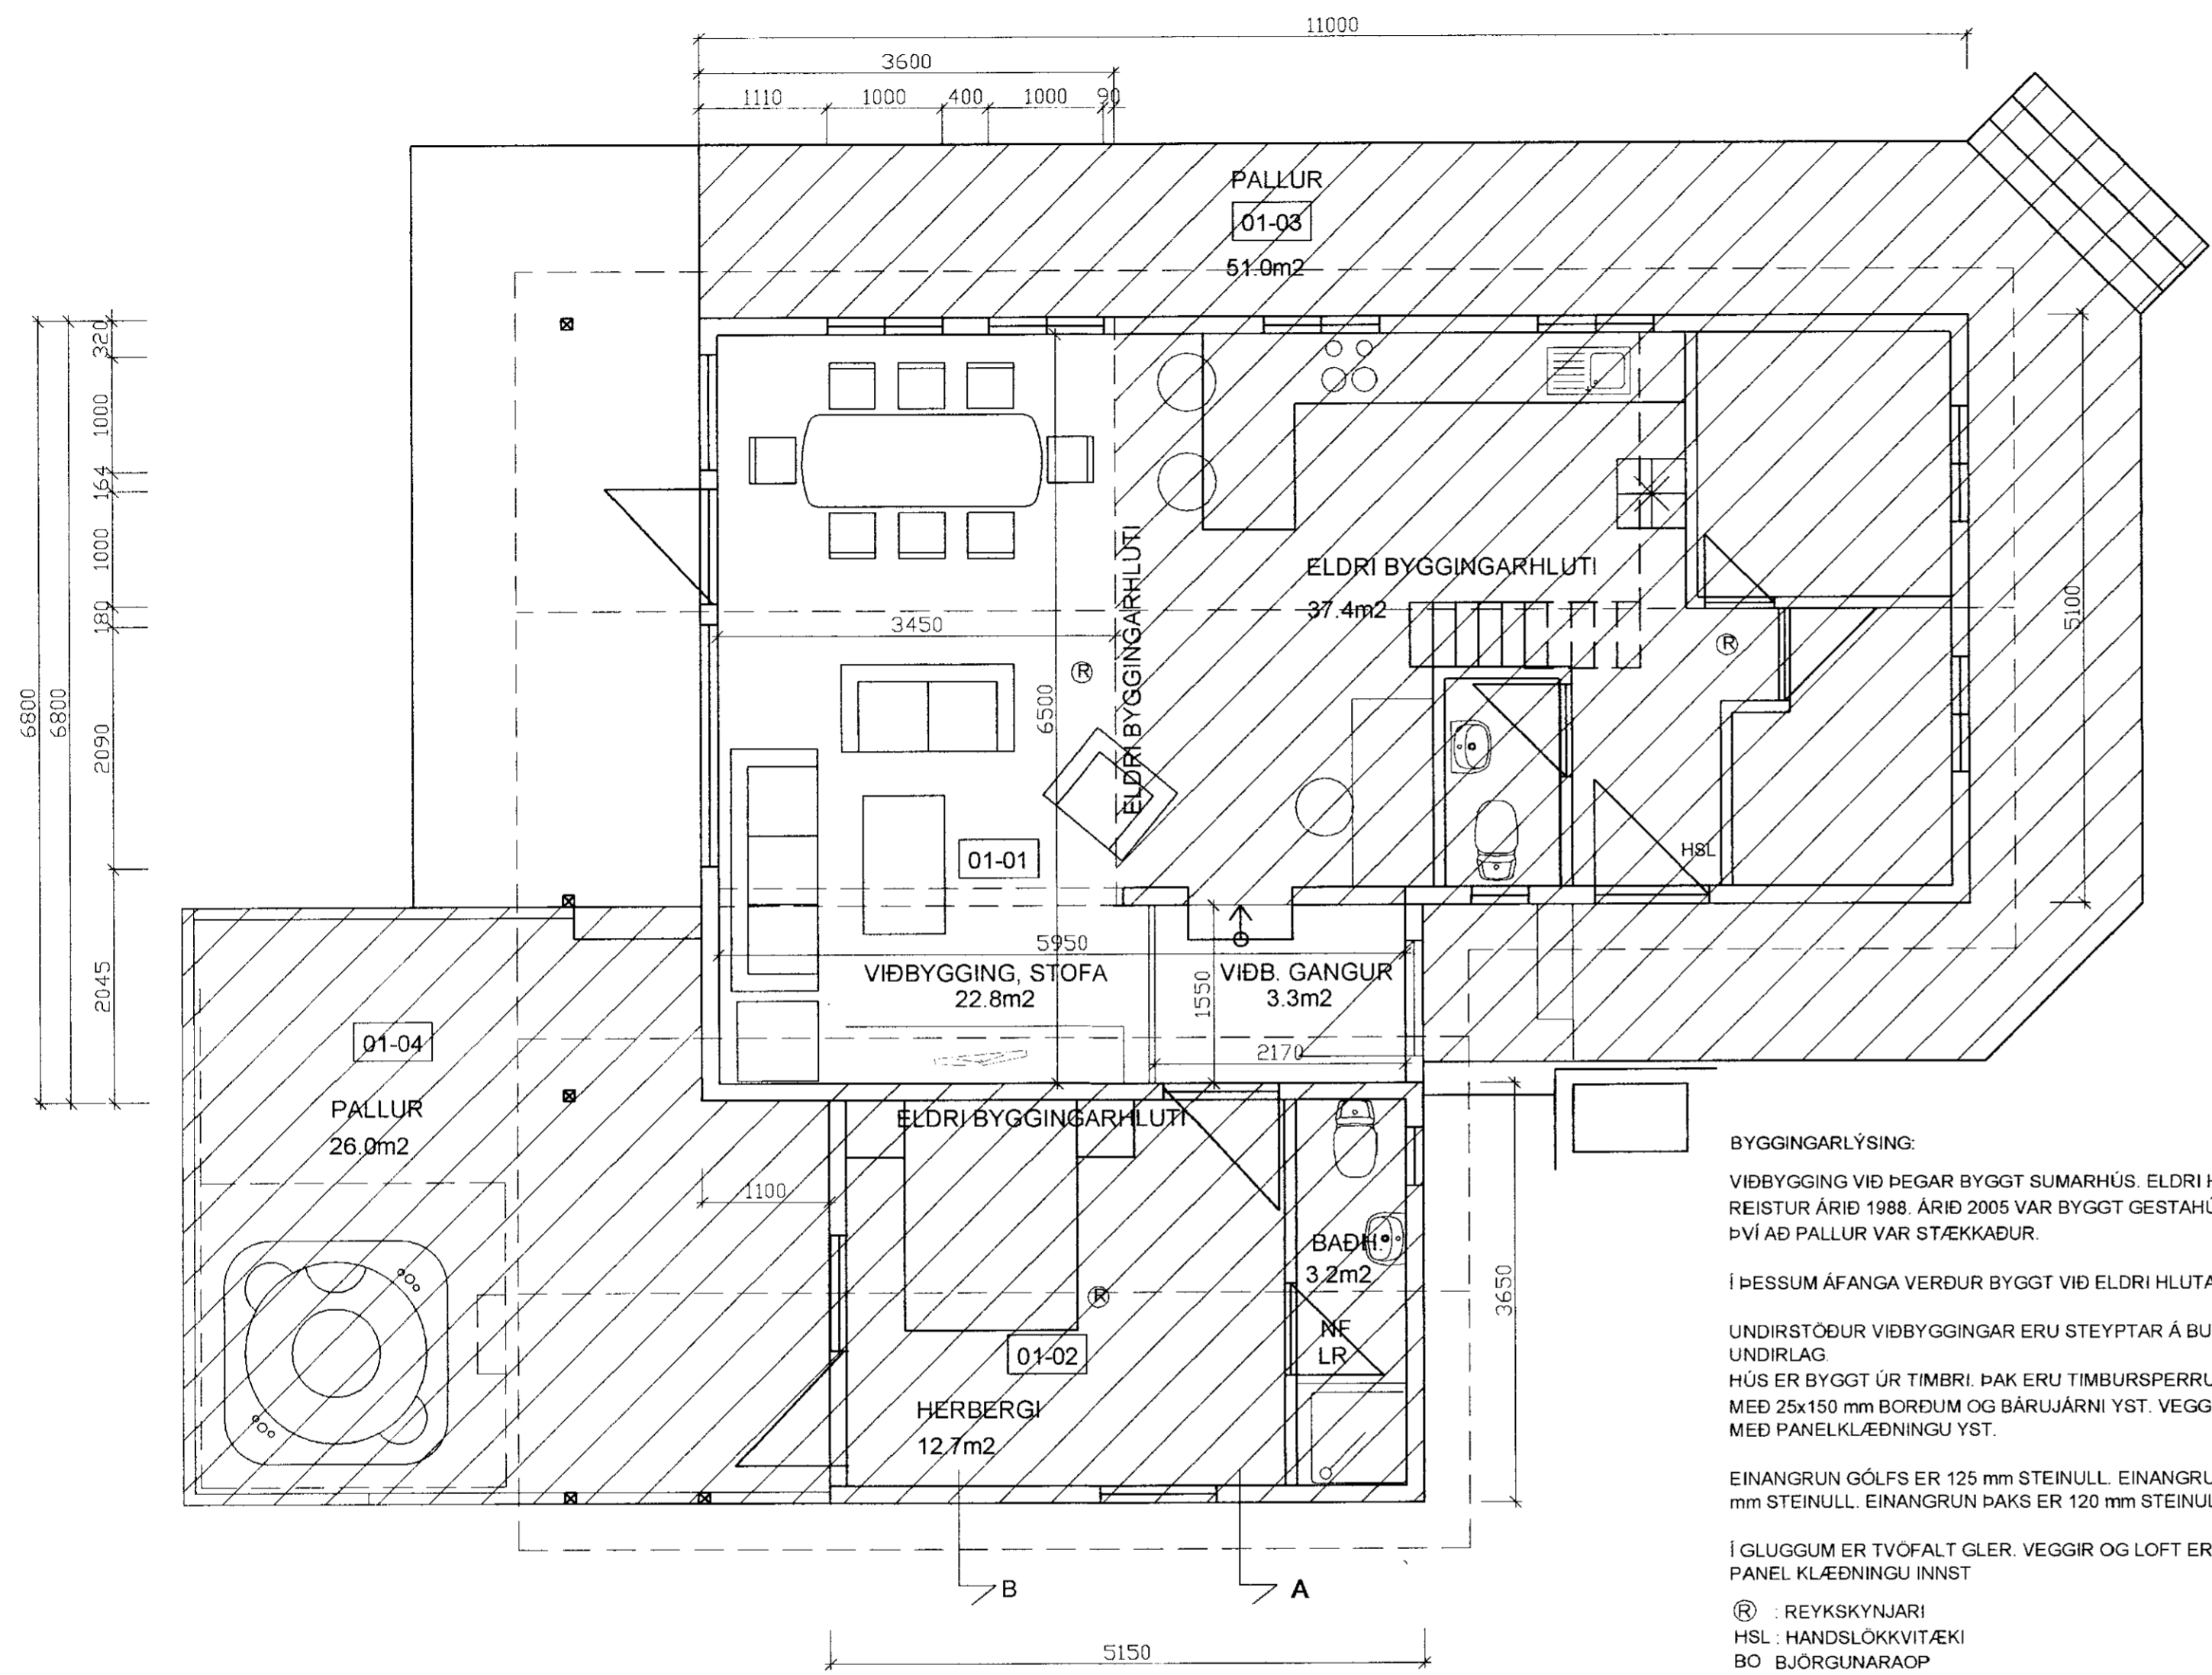 11000
3600
1110 1000 400 1000 90
PALLUR
01-03
51.0m2
320
1000
164
1000
180
2090
2045
6800
6800
ELDRI BYGGINGARHLUTI
37.4m2
ELDRI BYGGINGARHLUTI
3450
6500
5100
R
R
HSL
01-01
5950
VIÐBYGGING, STOFA
22.8m2
VIÐB. GANGUR
3.3m2
1550
2170
01-04
PALLUR
26.0m2
ELDRI BYGGINGARHLUTI
1100
BAÐH.
3.2m2
R
NF
LR
01-02
HERBERGI
12.7m2
3650
B
A
5150
BYGGINGARLÝSING:
VIÐBYGGING VIÐ ÞEGAR BYGGT SUMARHÚS. ELDRI H
REISTUR ÁRIÐ 1988. ÁRIÐ 2005 VAR BYGGT GESTAHÚ
ÞVÍ AÐ PALLUR VAR STÆKKAÐUR.
Í ÞESSUM ÁFANGA VERÐUR BYGGT VIÐ ELDRI HLUTA
UNDIRSTÖÐUR VIÐBYGGINGAR ERU STEYPTAR Á BU
UNDIRLAG.
HÚS ER BYGGT ÚR TIMBRI. ÞAK ERU TIMBURSPERRU
MEÐ 25x150 mm BORÐUM OG BÁRUJÁRNI YST. VEGG
MEÐ PANELKLÆÐNINGU YST.
EINANGRUN GÓLFS ER 125 mm STEINULL. EINANGRU
mm STEINULL. EINANGRUN ÞAKS ER 120 mm STEINUL
Í GLUGGUM ER TVÖFALT GLER. VEGGIR OG LOFT ER
PANEL KLÆÐNINGU INNST
R : REYKSKYNJARI
HSL : HANDSLÖKKVITÆKI
BO BJÖRGUNARAOP